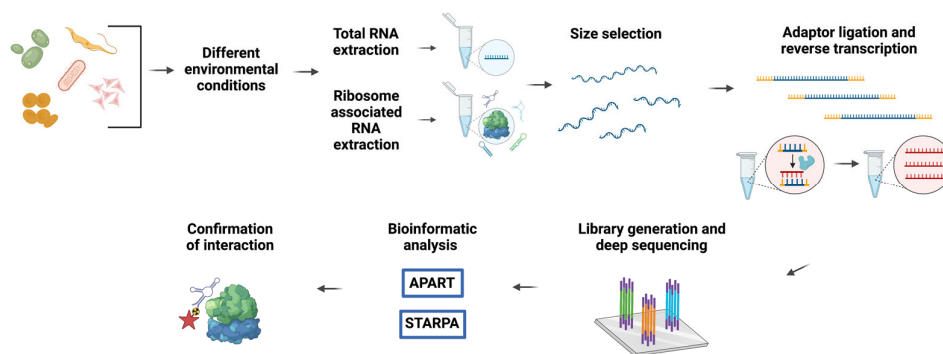 Different
environmental
conditions
Total RNA
extraction
Ribosome
associated
RNA
extraction
Size selection
Adaptor ligation and
reverse transcription
Library generation and
deep sequencing
Bioinformatic
analysis
APART
STARPA
Confirmation
of interaction